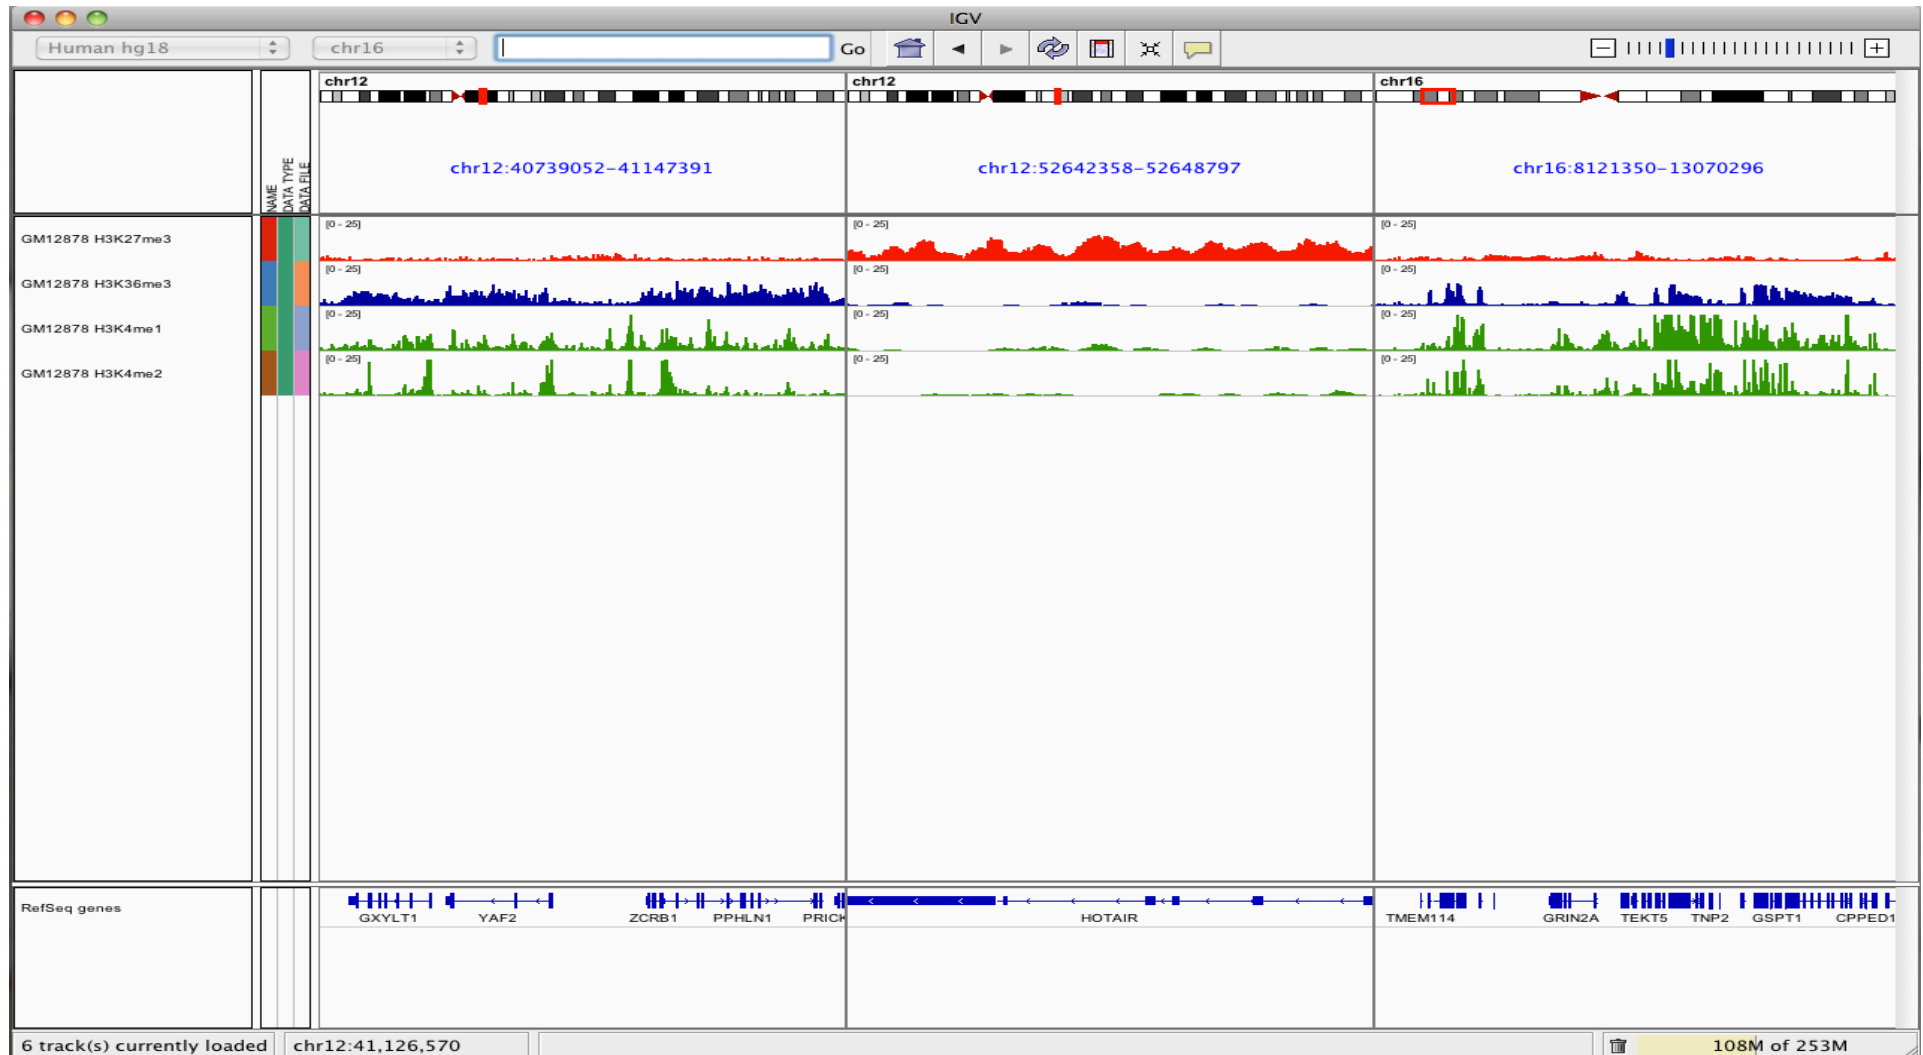 IGV
Human hg18 chr16 Go
chr12 chr12 chr16
chr12:40739052-41147391 chr12:52642358-52648797 chr16:8121350-13070296
NAME
DATA TYPE
DATA FILE
[0 - 25] [0 - 25] [0 - 25]
GM12878 H3K27me3
[0 - 25] [0 - 25] [0 - 25]
GM12878 H3K36me3
[0 - 25] [0 - 25] [0 - 25]
GM12878 H3K4me1
[0 - 25] [0 - 25] [0 - 25]
GM12878 H3K4me2
RefSeq genes
GXYLT1 YAF2 ZCRB1 PPHLN1 PRICK HOTAIR TMEM114 GRIN2A TEKT5 TNP2 GSPT1 CPPED1
6 track(s) currently loaded chr12:41,126,570 108M of 253M